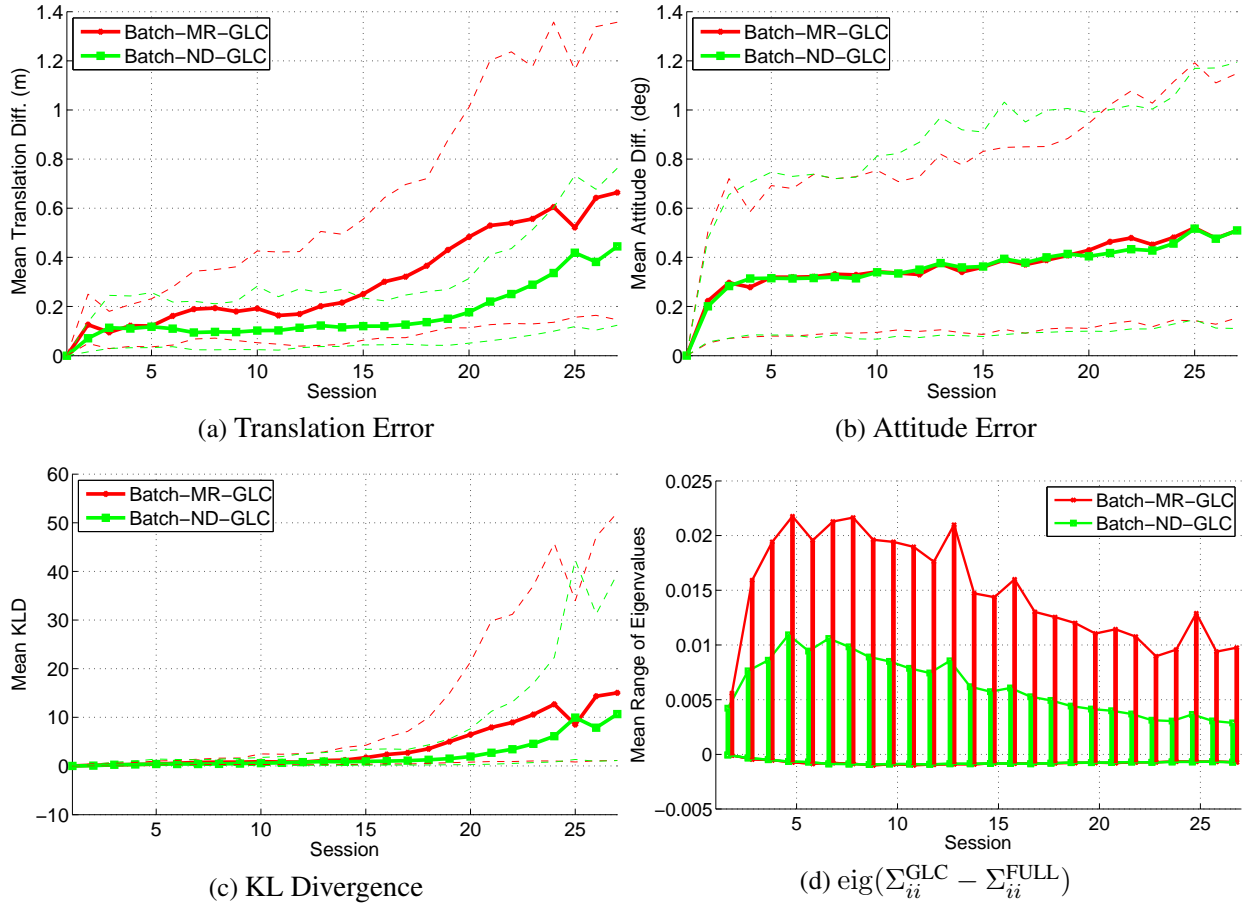 1.4
1.2
1
0.8
0.6
0.4
0.2
0
Mean Translation Diff. (m)
Batch−MR−GLC
Batch−ND−GLC
5 10 15 20 25
Session
(a) Translation Error
1.4
1.2
1
0.8
0.6
0.4
0.2
0
Mean Attitude Diff. (deg)
Batch−MR−GLC
Batch−ND−GLC
5 10 15 20 25
Session
(b) Attitude Error
60
50
40
30
20
10
0
−10
Mean KLD
Batch−MR−GLC
Batch−ND−GLC
5 10 15 20 25
Session
(c) KL Divergence
0.025
0.02
0.015
0.01
0.005
0
−0.005
Mean Range of Eigenvalues
Batch−MR−GLC
Batch−ND−GLC
5 10 15 20 25
Session
(d) eig(Σ_{ii}^{GLC} − Σ_{ii}^{FULL})